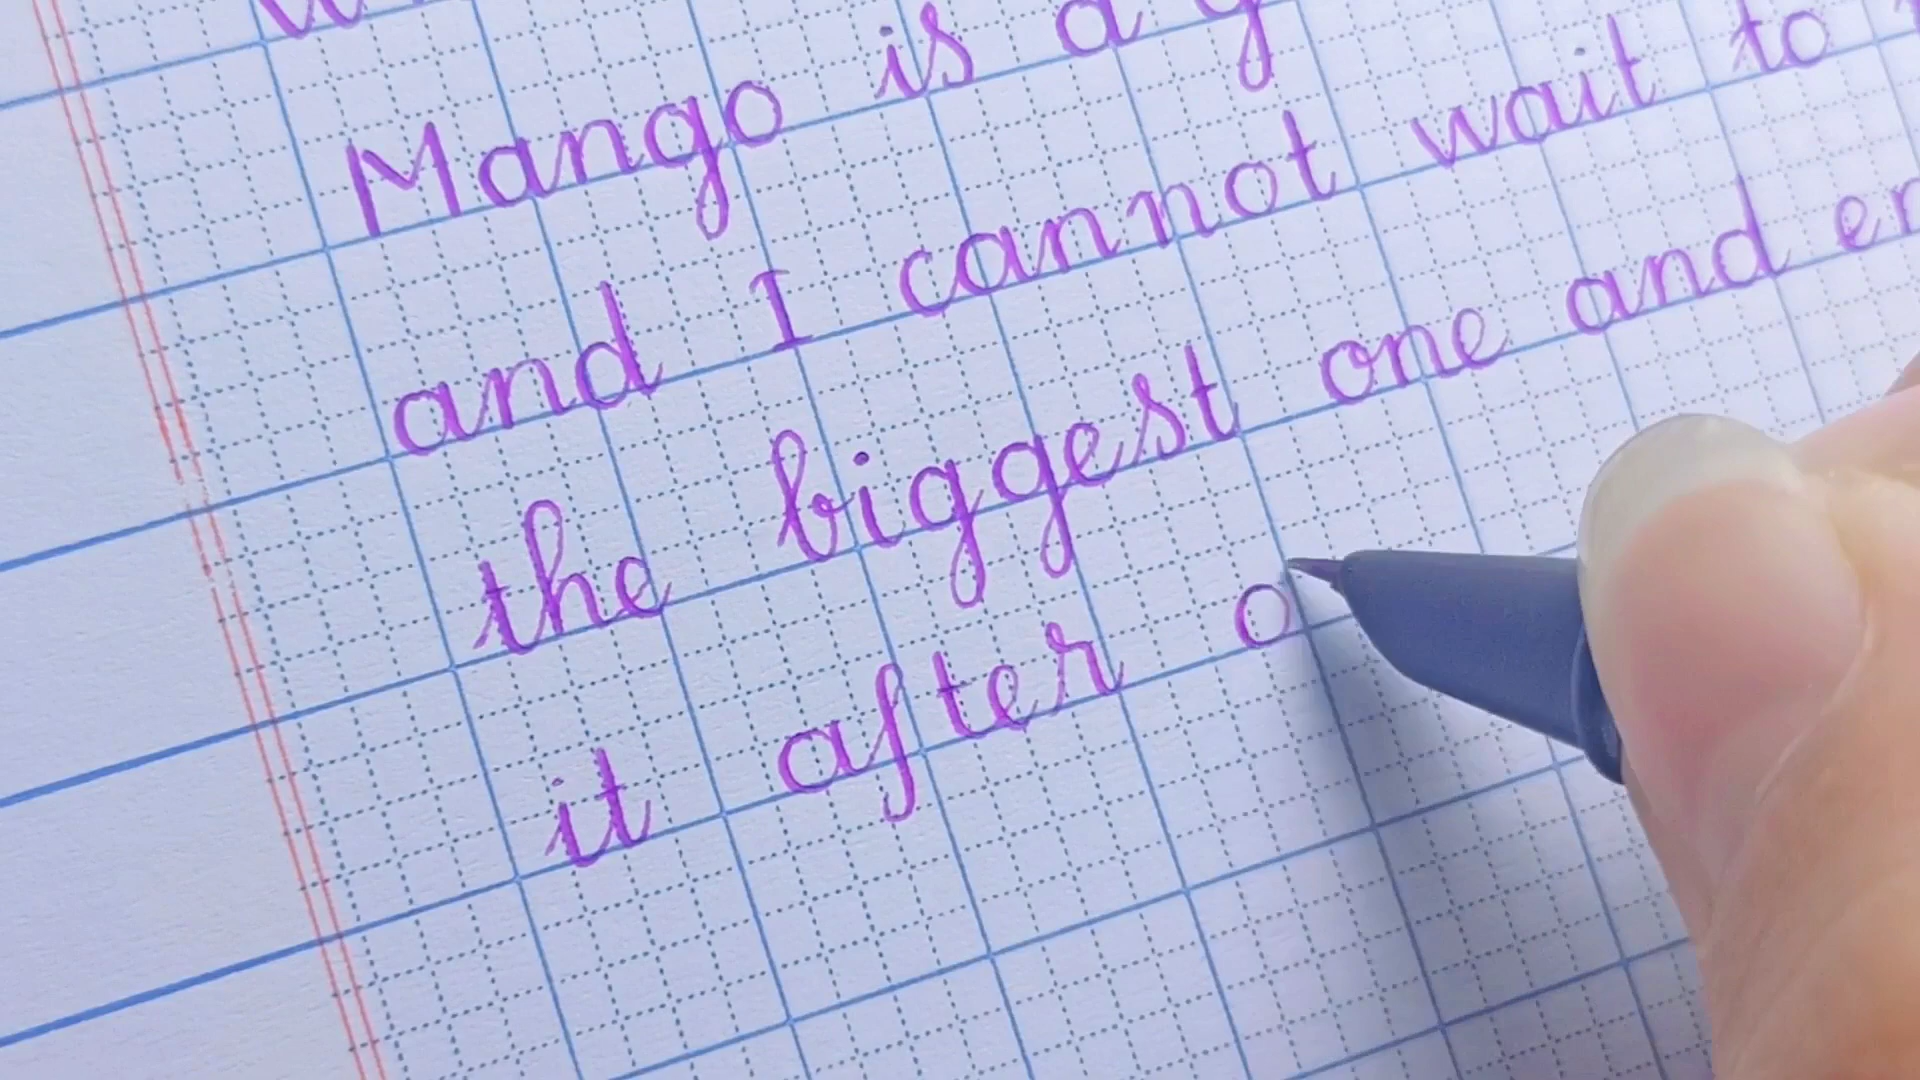 Mango is a
and I cannot wait to
the biggest one and
it after